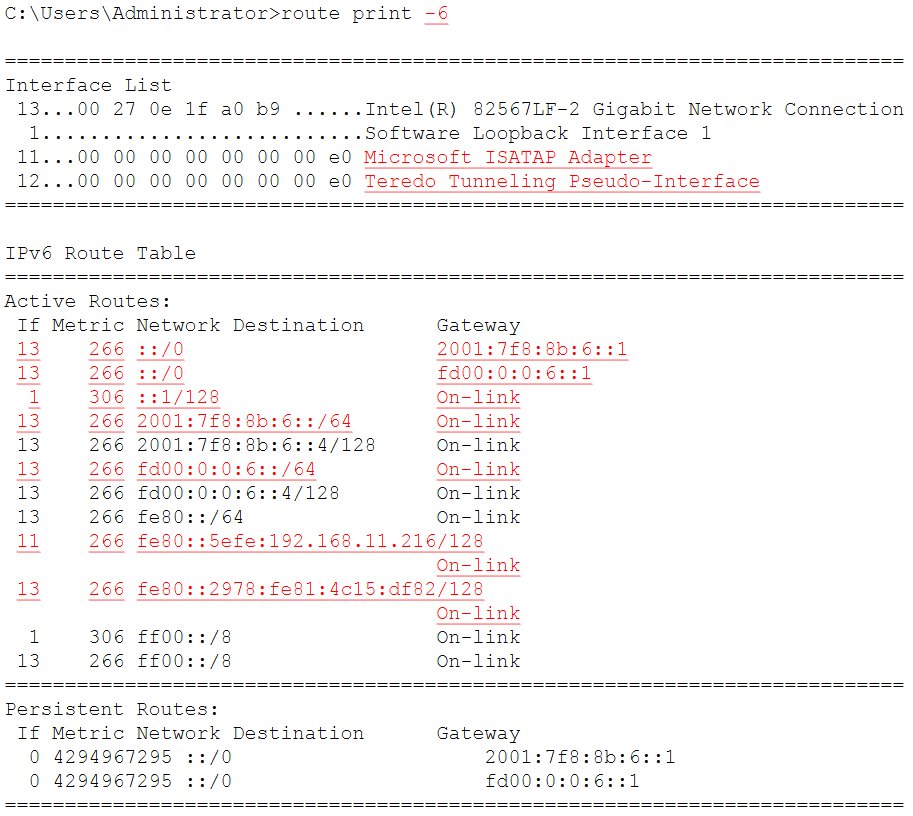 C:\Users\Administrator>route print -6
===========================================================================
Interface List
 13...00 27 0e 1f a0 b9 ......Intel(R) 82567LF-2 Gigabit Network Connection
  1...........................Software Loopback Interface 1
 11...00 00 00 00 00 00 00 e0 Microsoft ISATAP Adapter
 12...00 00 00 00 00 00 00 e0 Teredo Tunneling Pseudo-Interface
===========================================================================
IPv6 Route Table
===========================================================================
Active Routes:
 If Metric Network Destination      Gateway
 13    266 ::/0                     2001:7f8:8b:6::1
 13    266 ::/0                     fd00:0:0:6::1
  1    306 ::1/128                  On-link
 13    266 2001:7f8:8b:6::/64       On-link
 13    266 2001:7f8:8b:6::4/128     On-link
 13    266 fd00:0:0:6::/64          On-link
 13    266 fd00:0:0:6::4/128        On-link
 13    266 fe80::/64                On-link
 11    266 fe80::5efe:192.168.11.216/128
                                    On-link
 13    266 fe80::2978:fe81:4c15:df82/128
                                    On-link
  1    306 ff00::/8                 On-link
 13    266 ff00::/8                 On-link
===========================================================================
Persistent Routes:
 If Metric Network Destination      Gateway
  0 4294967295 ::/0                     2001:7f8:8b:6::1
  0 4294967295 ::/0                     fd00:0:0:6::1
===========================================================================